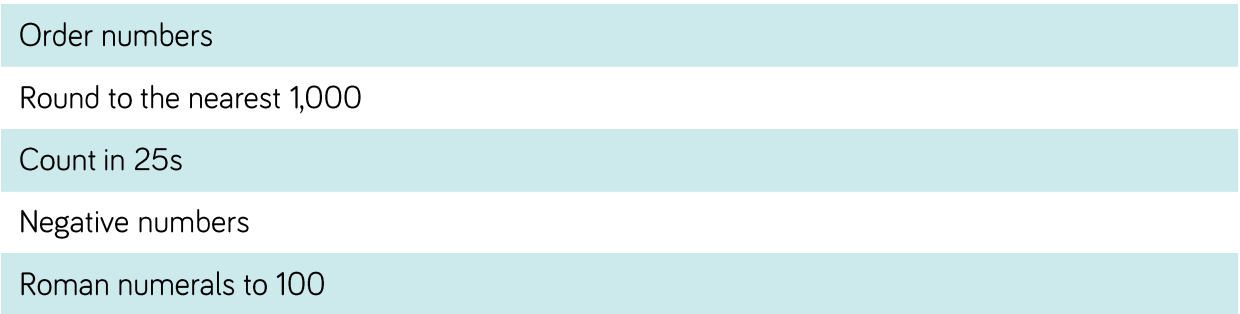 Order numbers
Round to the nearest 1,000
Count in 25s
Negative numbers
Roman numerals to 100